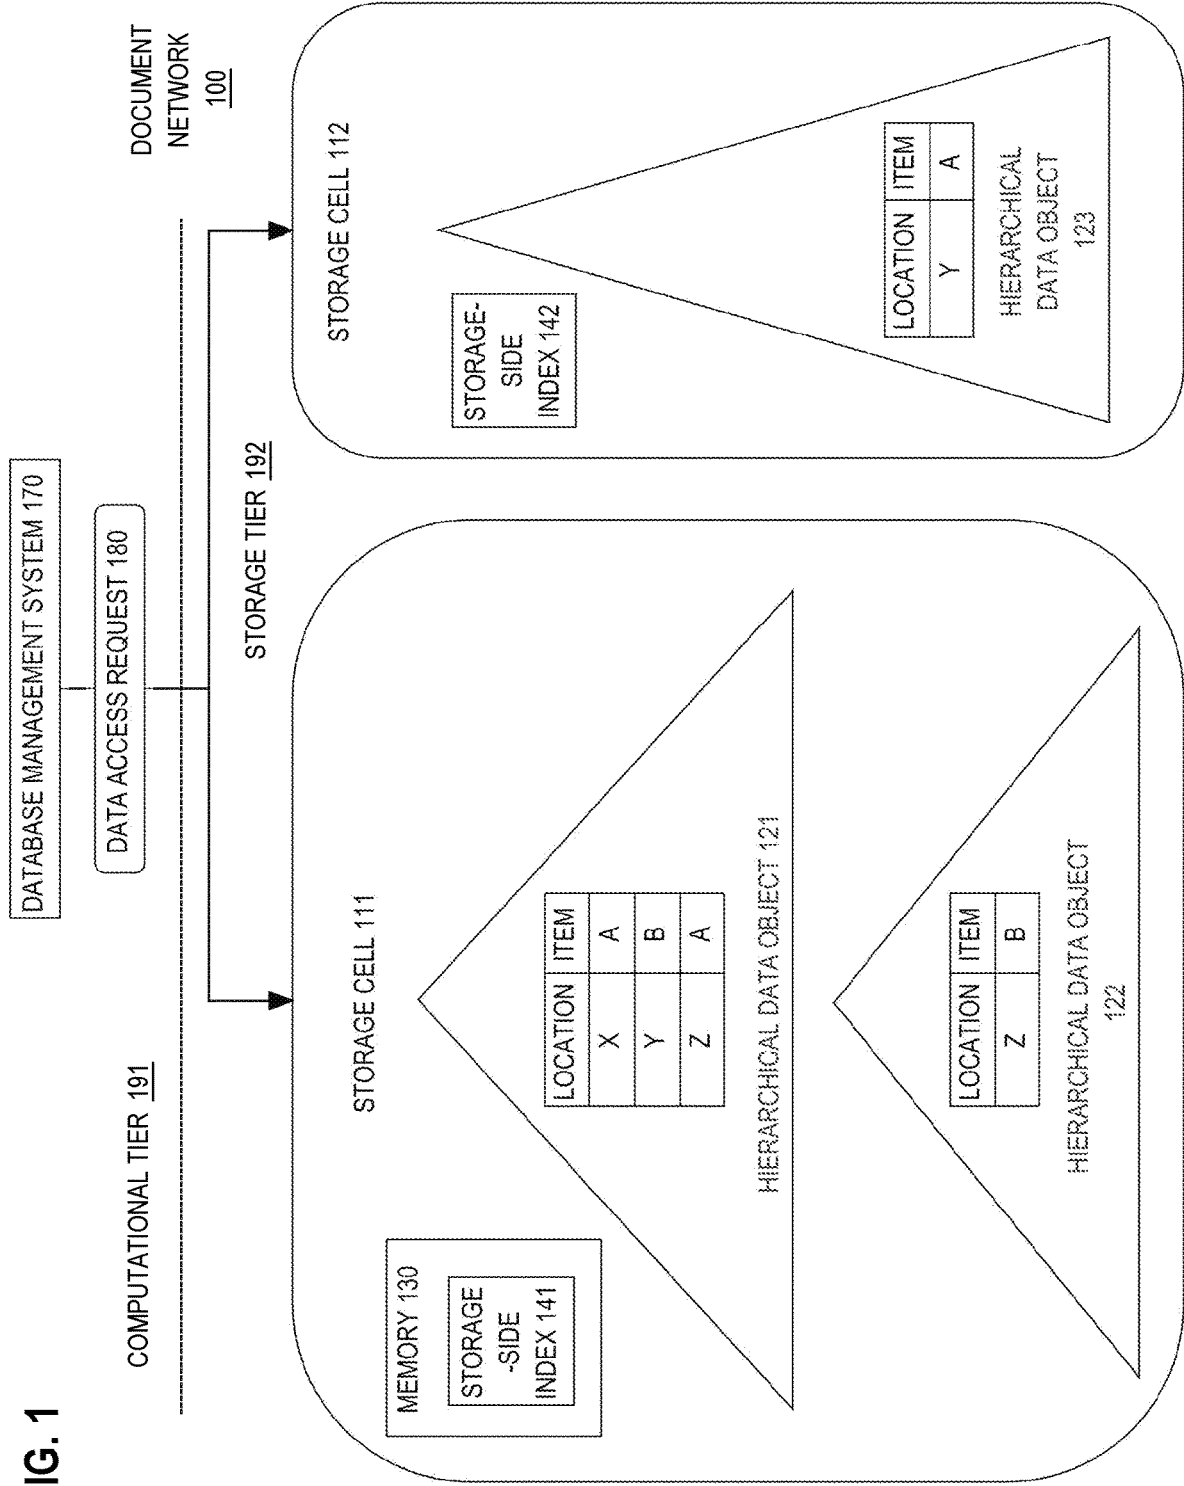 IG. 1
DATABASE MANAGEMENT SYSTEM 170
DATA ACCESS REQUEST 180
COMPUTATIONAL TIER 191
DOCUMENT
NETWORK
100
STORAGE TIER 192
STORAGE CELL 111
MEMORY 130
STORAGE
-SIDE
INDEX 141
LOCATION ITEM
X A
Y B
Z A
HIERARCHICAL DATA OBJECT 121
LOCATION ITEM
Z B
HIERARCHICAL DATA OBJECT
122
STORAGE CELL 112
STORAGE-
SIDE
INDEX 142
LOCATION ITEM
Y A
HIERARCHICAL
DATA OBJECT
123